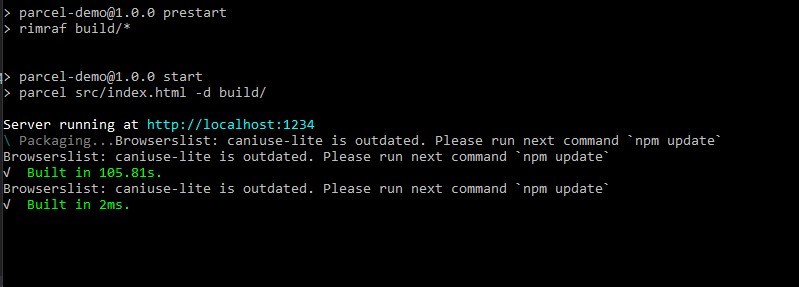 > parcel-demo@1.0.0 prestart
> rimraf build/*
> parcel-demo@1.0.0 start
> parcel src/index.html -d build/
Server running at http://localhost:1234
\ Packaging...Browserslist: caniuse-lite is outdated. Please run next command `npm update`
Browserslist: caniuse-lite is outdated. Please run next command `npm update`
√  Built in 105.81s.
Browserslist: caniuse-lite is outdated. Please run next command `npm update`
√  Built in 2ms.